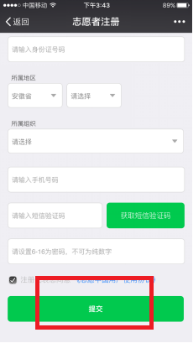 中国移动 下午3:43 89%
返回 志愿者注册
请输入身份证号码
所属地区
安徽省 请选择
所属组织
请选择
请输入手机号码
请输入短信验证码 获取短信验证码
请设置6-16为密码，不可为纯数字
提交